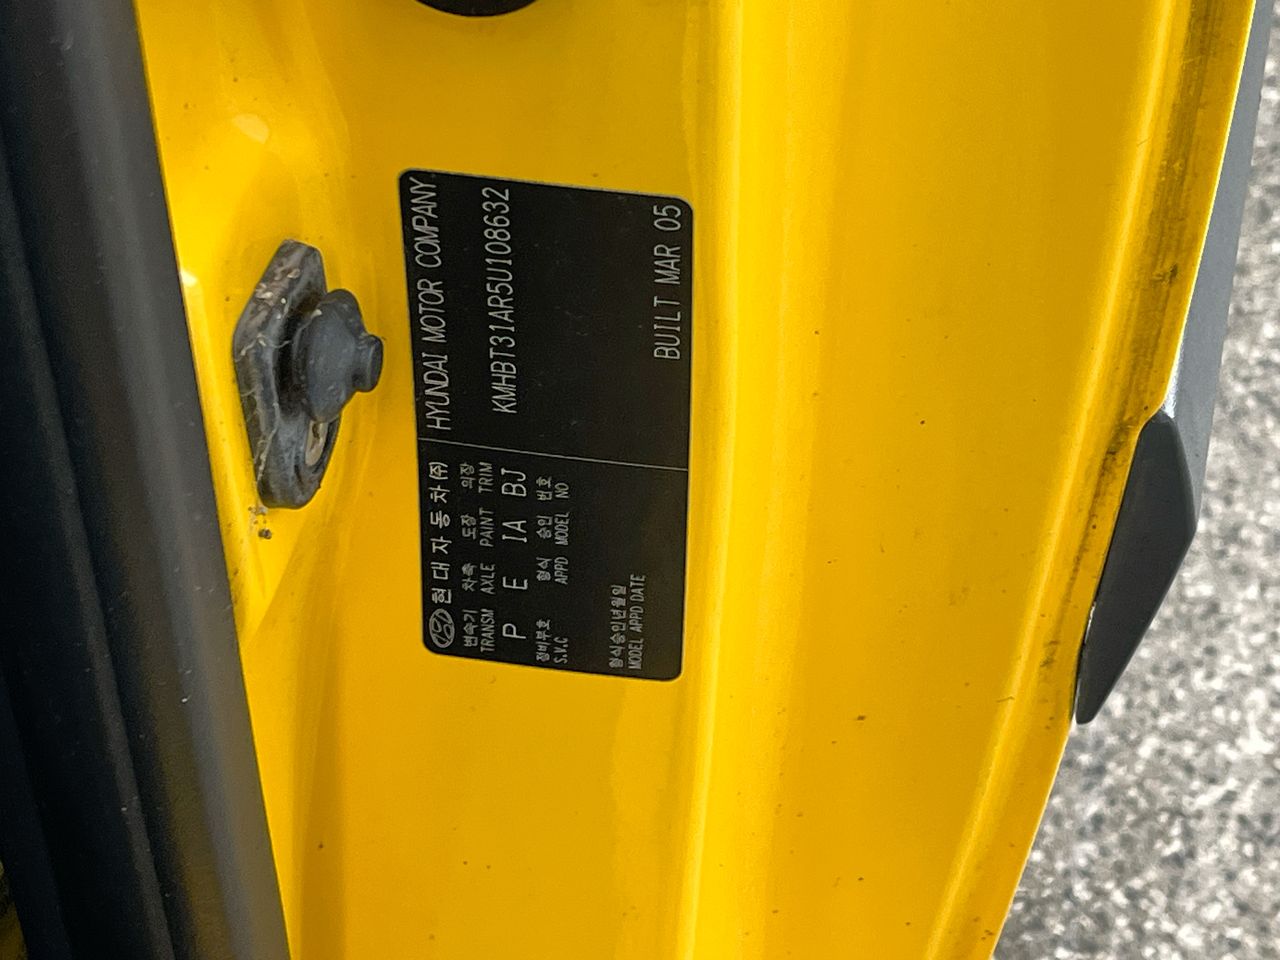 현대자동차(주) HYUNDAI MOTOR COMPANY
변속기 차축 도장 의장
TRANSM AXLE PAINT TRIM
P E IA BJ KMHBT31AR5U108632
정비부호 형식 승인 번호
S.V.C APPD MODEL NO
형식승인년월일
MODEL APPD DATE
BUILT MAR 05